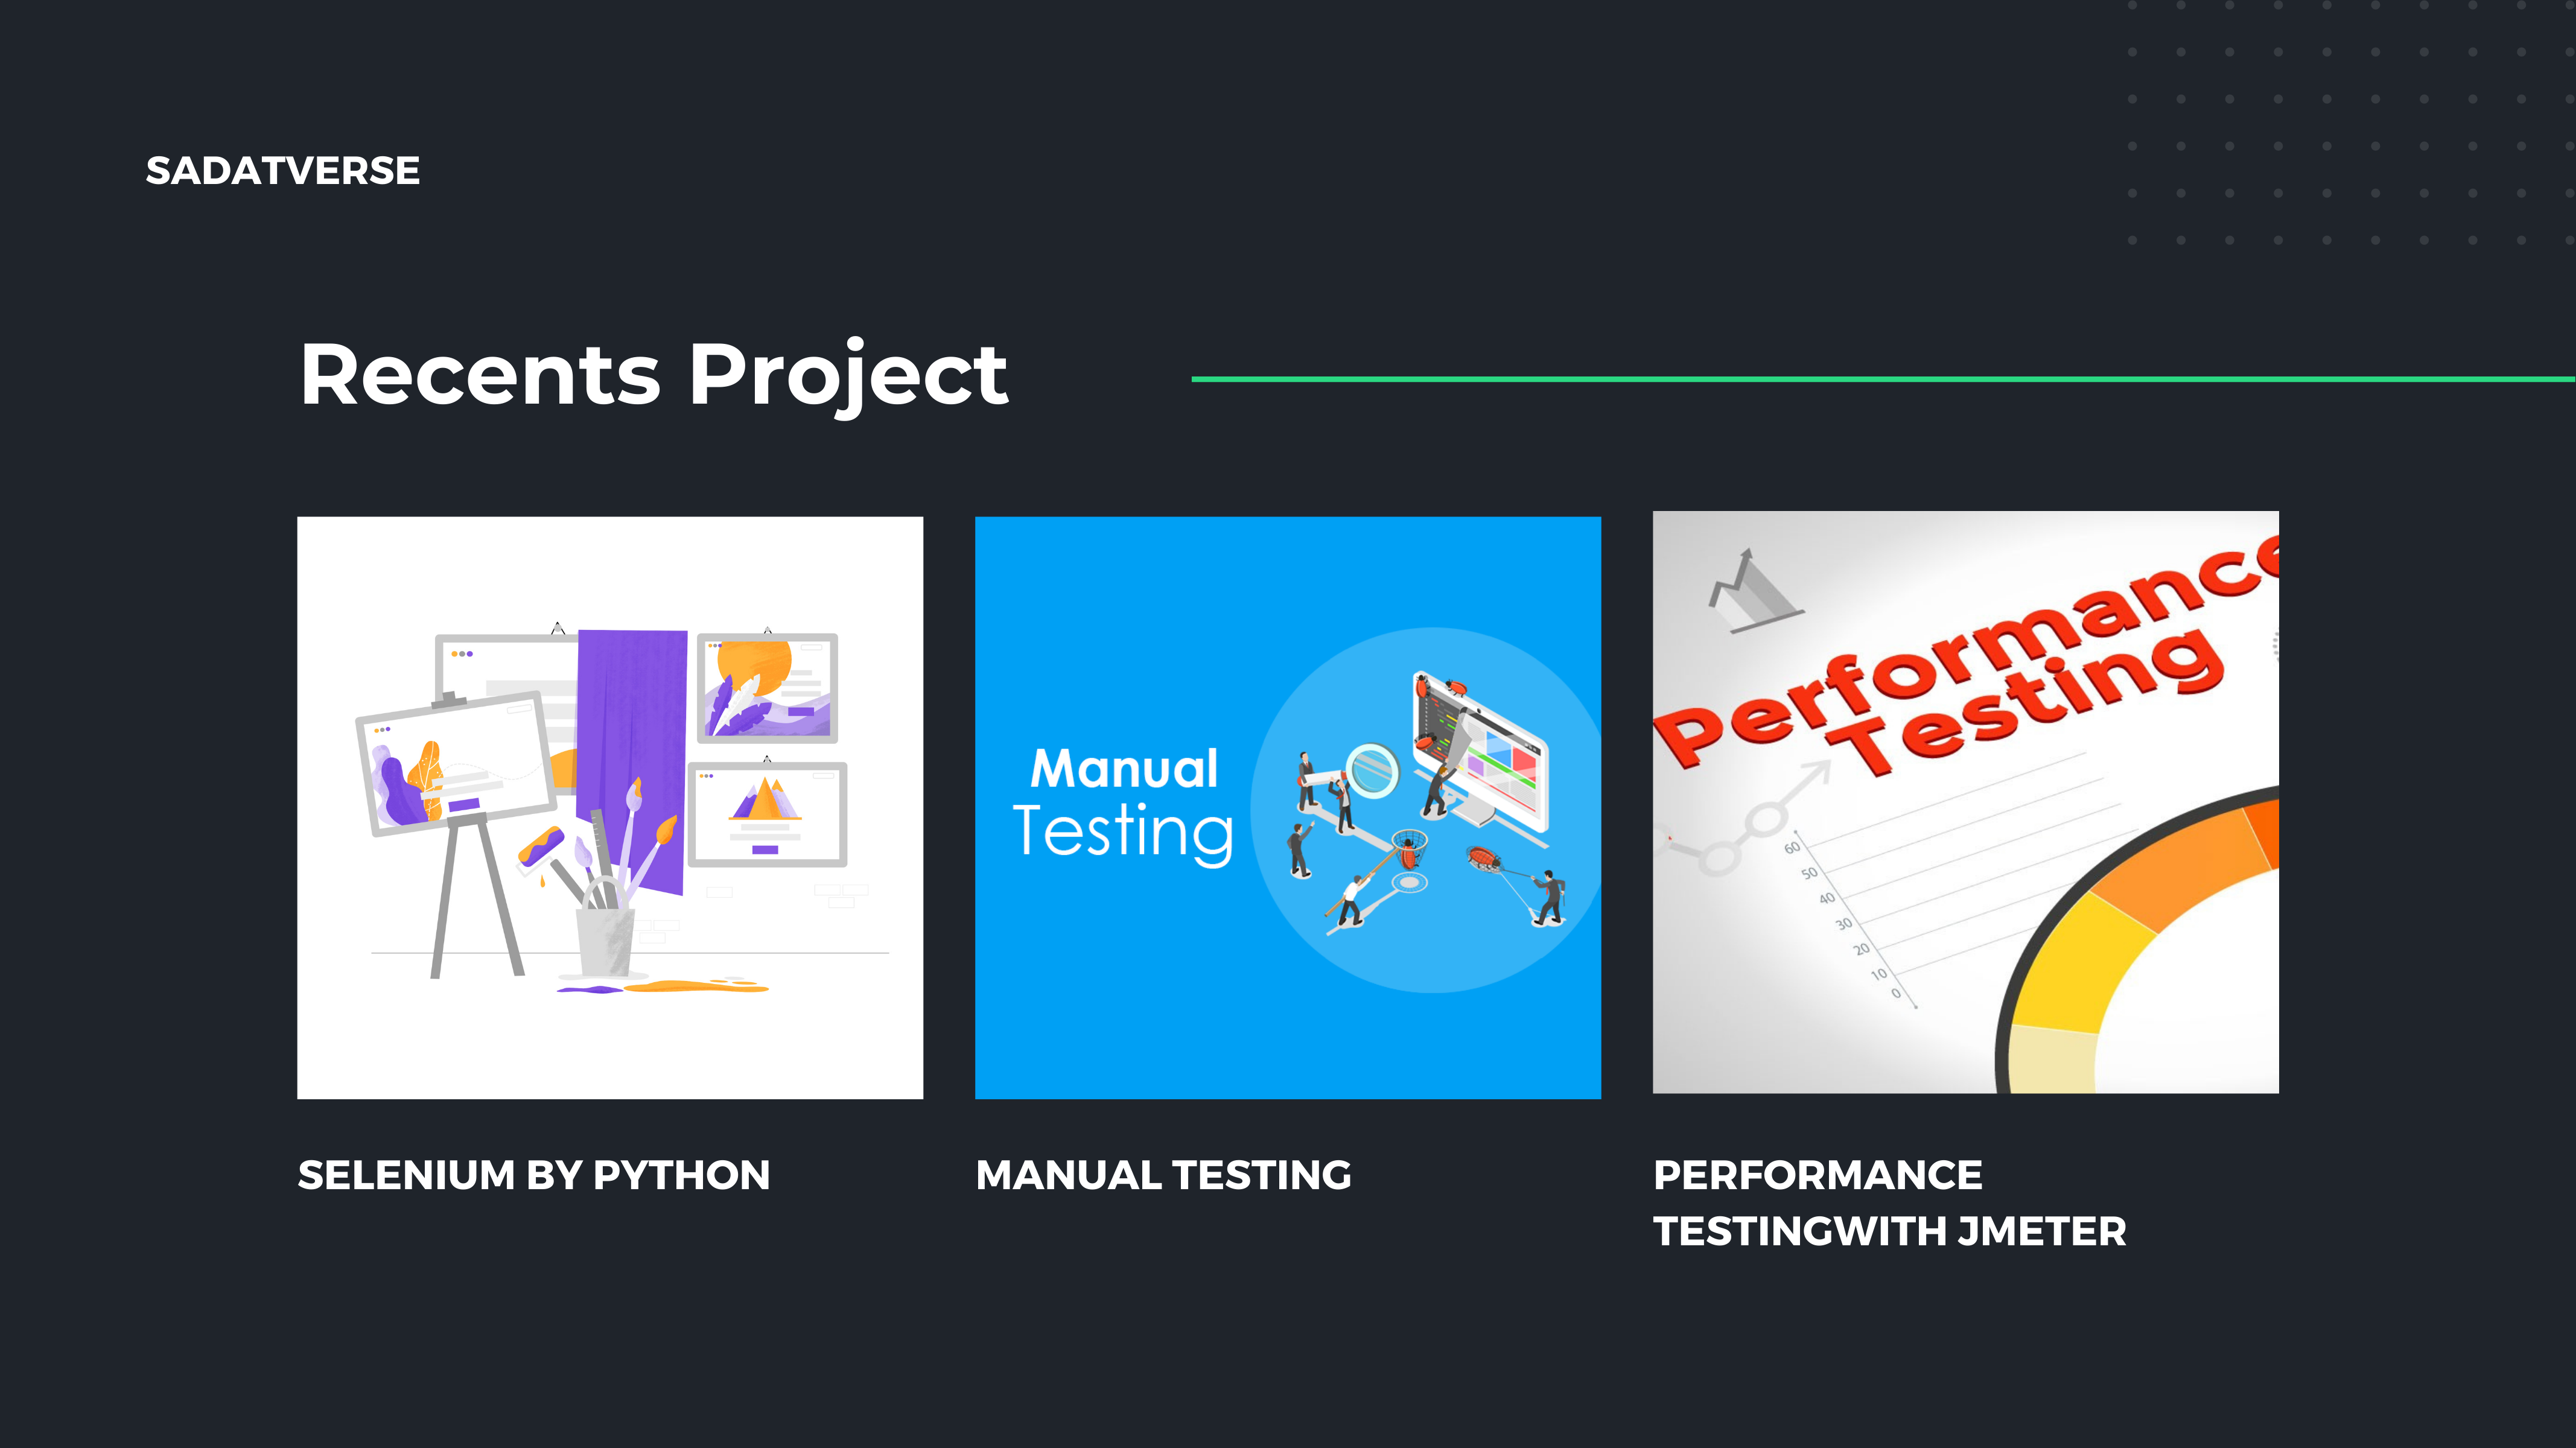 SADATVERSE
Recents Project
Manual
Testing
Performance
Testing
60
50
40
30
20
10
0
SELENIUM BY PYTHON
MANUAL TESTING
PERFORMANCE
TESTINGWITH JMETER